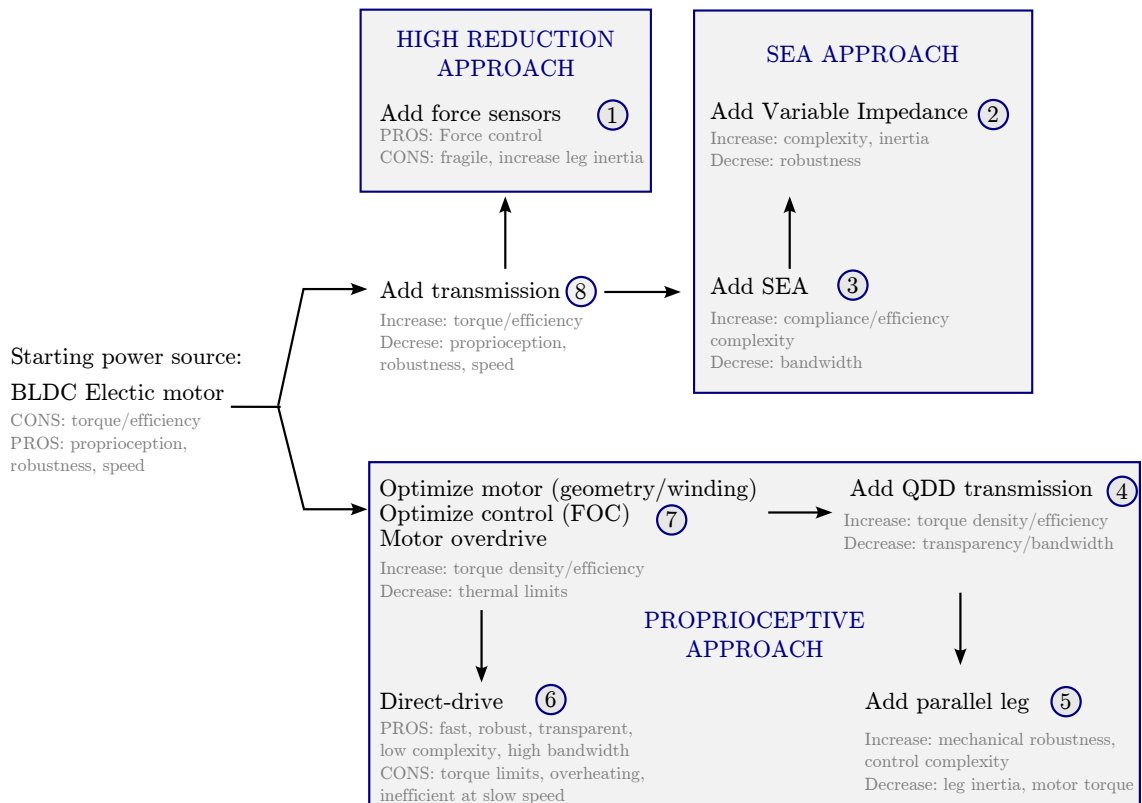 HIGH REDUCTION
APPROACH
Add force sensors 1
PROS: Force control
CONS: fragile, increase leg inertia
SEA APPROACH
Add Variable Impedance 2
Increase: complexity, inertia
Decrese: robustness
Add transmission 8
Increase: torque/efficiency
Decrese: proprioception,
robustness, speed
Add SEA 3
Increase: compliance/efficiency
complexity
Decrese: bandwidth
Starting power source:
BLDC Electic motor
CONS: torque/efficiency
PROS: proprioception,
robustness, speed
Optimize motor (geometry/winding)
Optimize control (FOC) 7
Motor overdrive
Increase: torque density/efficiency
Decrease: thermal limits
Add QDD transmission 4
Increase: torque density/efficiency
Decrease: transparency/bandwidth
PROPRIOCEPTIVE
APPROACH
Direct-drive 6
PROS: fast, robust, transparent,
low complexity, high bandwidth
CONS: torque limits, overheating,
inefficient at slow speed
Add parallel leg 5
Increase: mechanical robustness,
control complexity
Decrease: leg inertia, motor torque